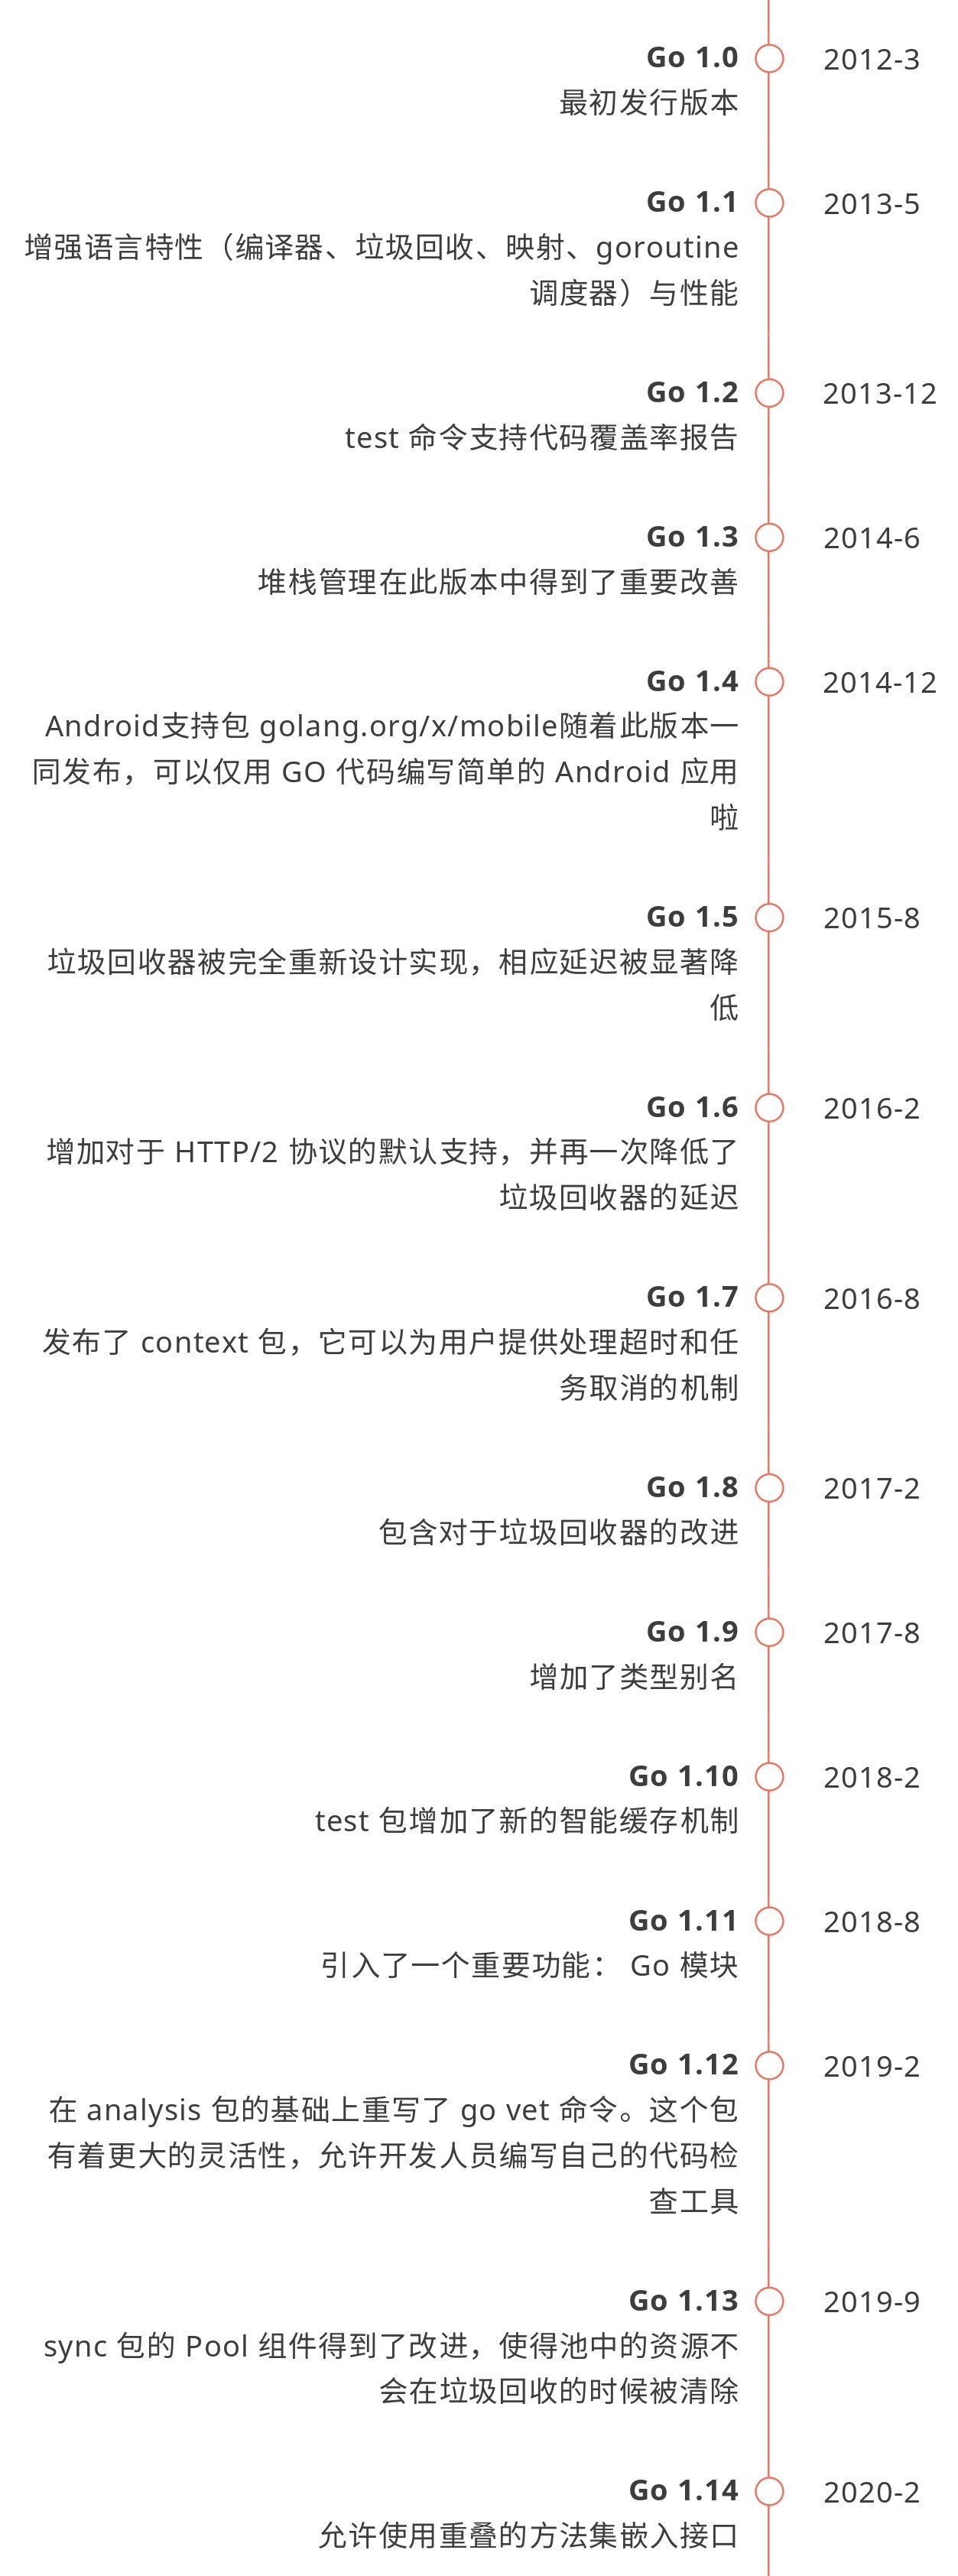 Go 1.0
2012-3
最初发行版本
Go 1.1
2013-5
增强语言特性（编译器、垃圾回收、映射、goroutine
调度器）与性能
Go 1.2
2013-12
test 命令支持代码覆盖率报告
Go 1.3
2014-6
堆栈管理在此版本中得到了重要改善
Go 1.4
2014-12
Android支持包 golang.org/x/mobile随着此版本一
同发布，可以仅用 GO 代码编写简单的 Android 应用
啦
Go 1.5
2015-8
垃圾回收器被完全重新设计实现，相应延迟被显著降
低
Go 1.6
2016-2
增加对于 HTTP/2 协议的默认支持，并再一次降低了
垃圾回收器的延迟
Go 1.7
2016-8
发布了 context 包，它可以为用户提供处理超时和任
务取消的机制
Go 1.8
2017-2
包含对于垃圾回收器的改进
Go 1.9
2017-8
增加了类型别名
Go 1.10
2018-2
test 包增加了新的智能缓存机制
Go 1.11
2018-8
引入了一个重要功能： Go 模块
Go 1.12
2019-2
在 analysis 包的基础上重写了 go vet 命令。这个包
有着更大的灵活性，允许开发人员编写自己的代码检
查工具
Go 1.13
2019-9
sync 包的 Pool 组件得到了改进，使得池中的资源不
会在垃圾回收的时候被清除
Go 1.14
2020-2
允许使用重叠的方法集嵌入接口